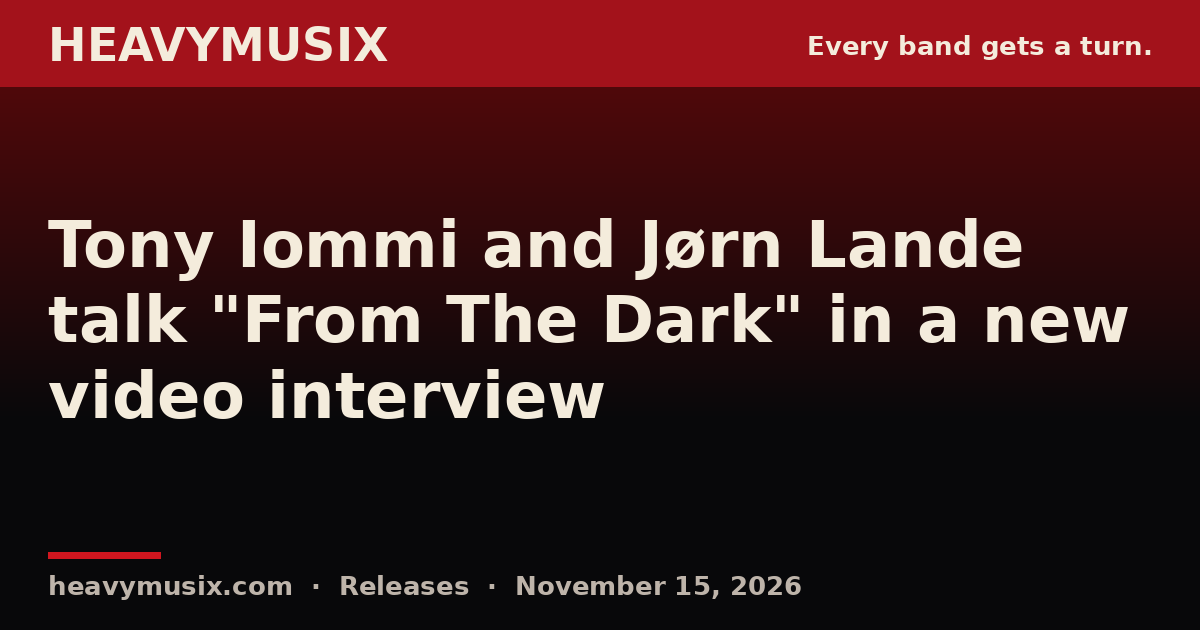 HEAVYMUSIX
Every band gets a turn.
Tony Iommi and Jørn Lande
talk "From The Dark" in a new
video interview
heavymusix.com · Releases · November 15, 2026